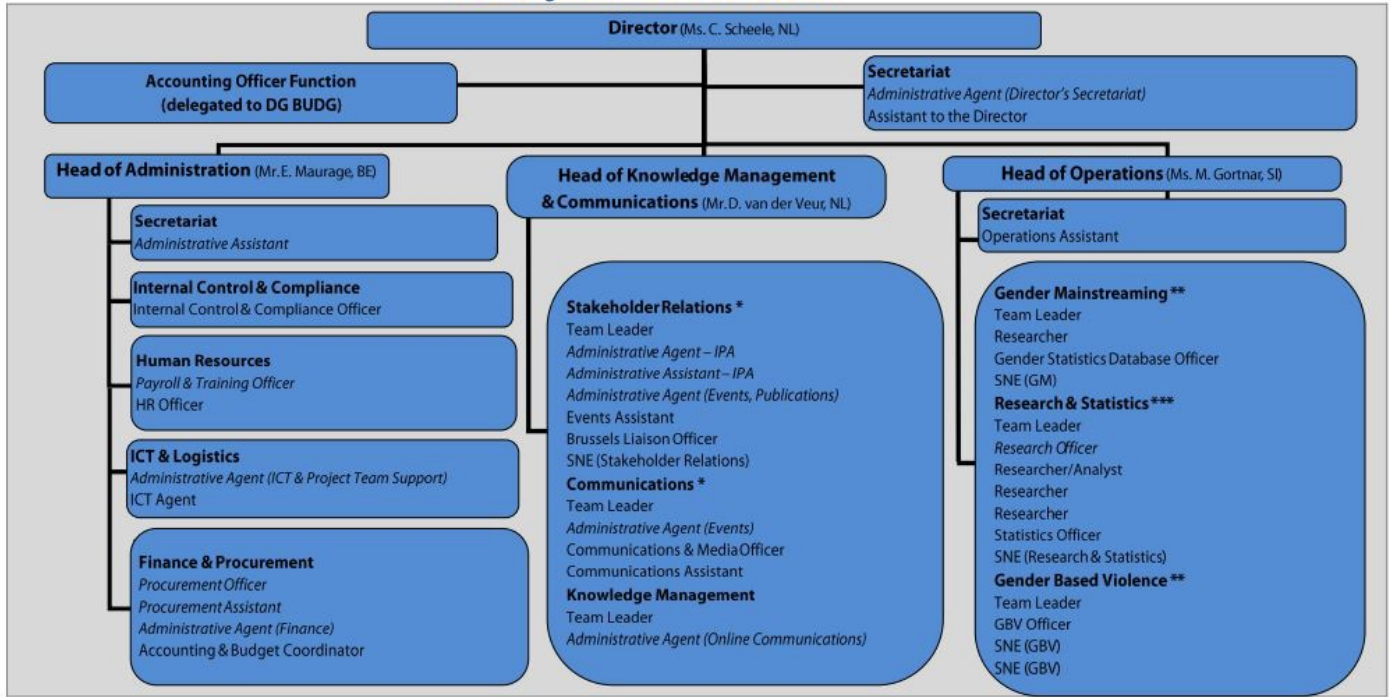 Director (Ms. C. Scheele, NL)
Accounting Officer Function
(delegated to DG BUDG)
Secretariat
Administrative Agent (Director's Secretariat)
Assistant to the Director
Head of Administration (Mr. E. Maurage, BE)
Secretariat
Administrative Assistant
Internal Control & Compliance
Internal Control & Compliance Officer
Human Resources
Payroll & Training Officer
HR Officer
ICT & Logistics
Administrative Agent (ICT & Project Team Support)
ICT Agent
Finance & Procurement
Procurement Officer
Procurement Assistant
Administrative Agent (Finance)
Accounting & Budget Coordinator
Head of Knowledge Management
& Communications (Mr. D. van der Veur, NL)
Stakeholder Relations *
Team Leader
Administrative Agent – IPA
Administrative Assistant – IPA
Administrative Agent (Events, Publications)
Events Assistant
Brussels Liaison Officer
SNE (Stakeholder Relations)
Communications *
Team Leader
Administrative Agent (Events)
Communications & Media Officer
Communications Assistant
Knowledge Management
Team Leader
Administrative Agent (Online Communications)
Head of Operations (Ms. M. Gortnar, SI)
Secretariat
Operations Assistant
Gender Mainstreaming **
Team Leader
Researcher
Gender Statistics Database Officer
SNE (GM)
Research & Statistics ***
Team Leader
Research Officer
Researcher/Analyst
Researcher
Researcher
Statistics Officer
SNE (Research & Statistics)
Gender Based Violence **
Team Leader
GBV Officer
SNE (GBV)
SNE (GBV)